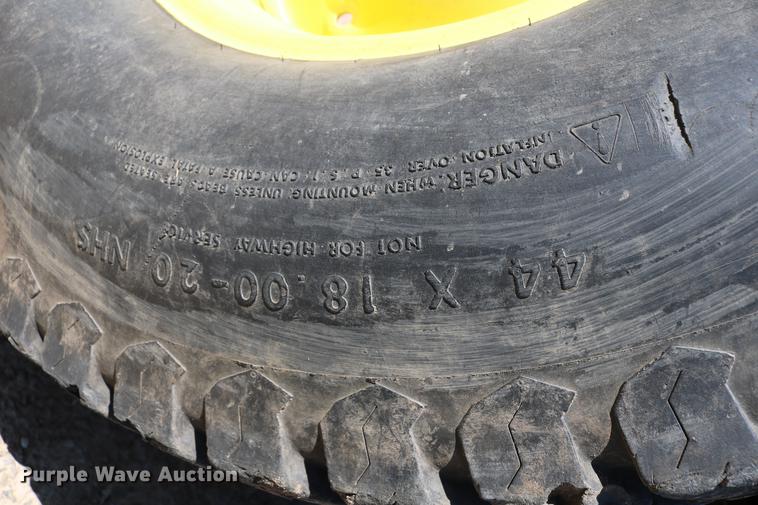 DANGER. WHEN MOUNTING, UNLESS BEADS ARE SEATED,
INFLATION OVER 35 P.S.I. CAN CAUSE A FATAL EXPLOSION
NOT FOR HIGHWAY SERVICE
44 X 18.00-20 NHS
Purple Wave Auction